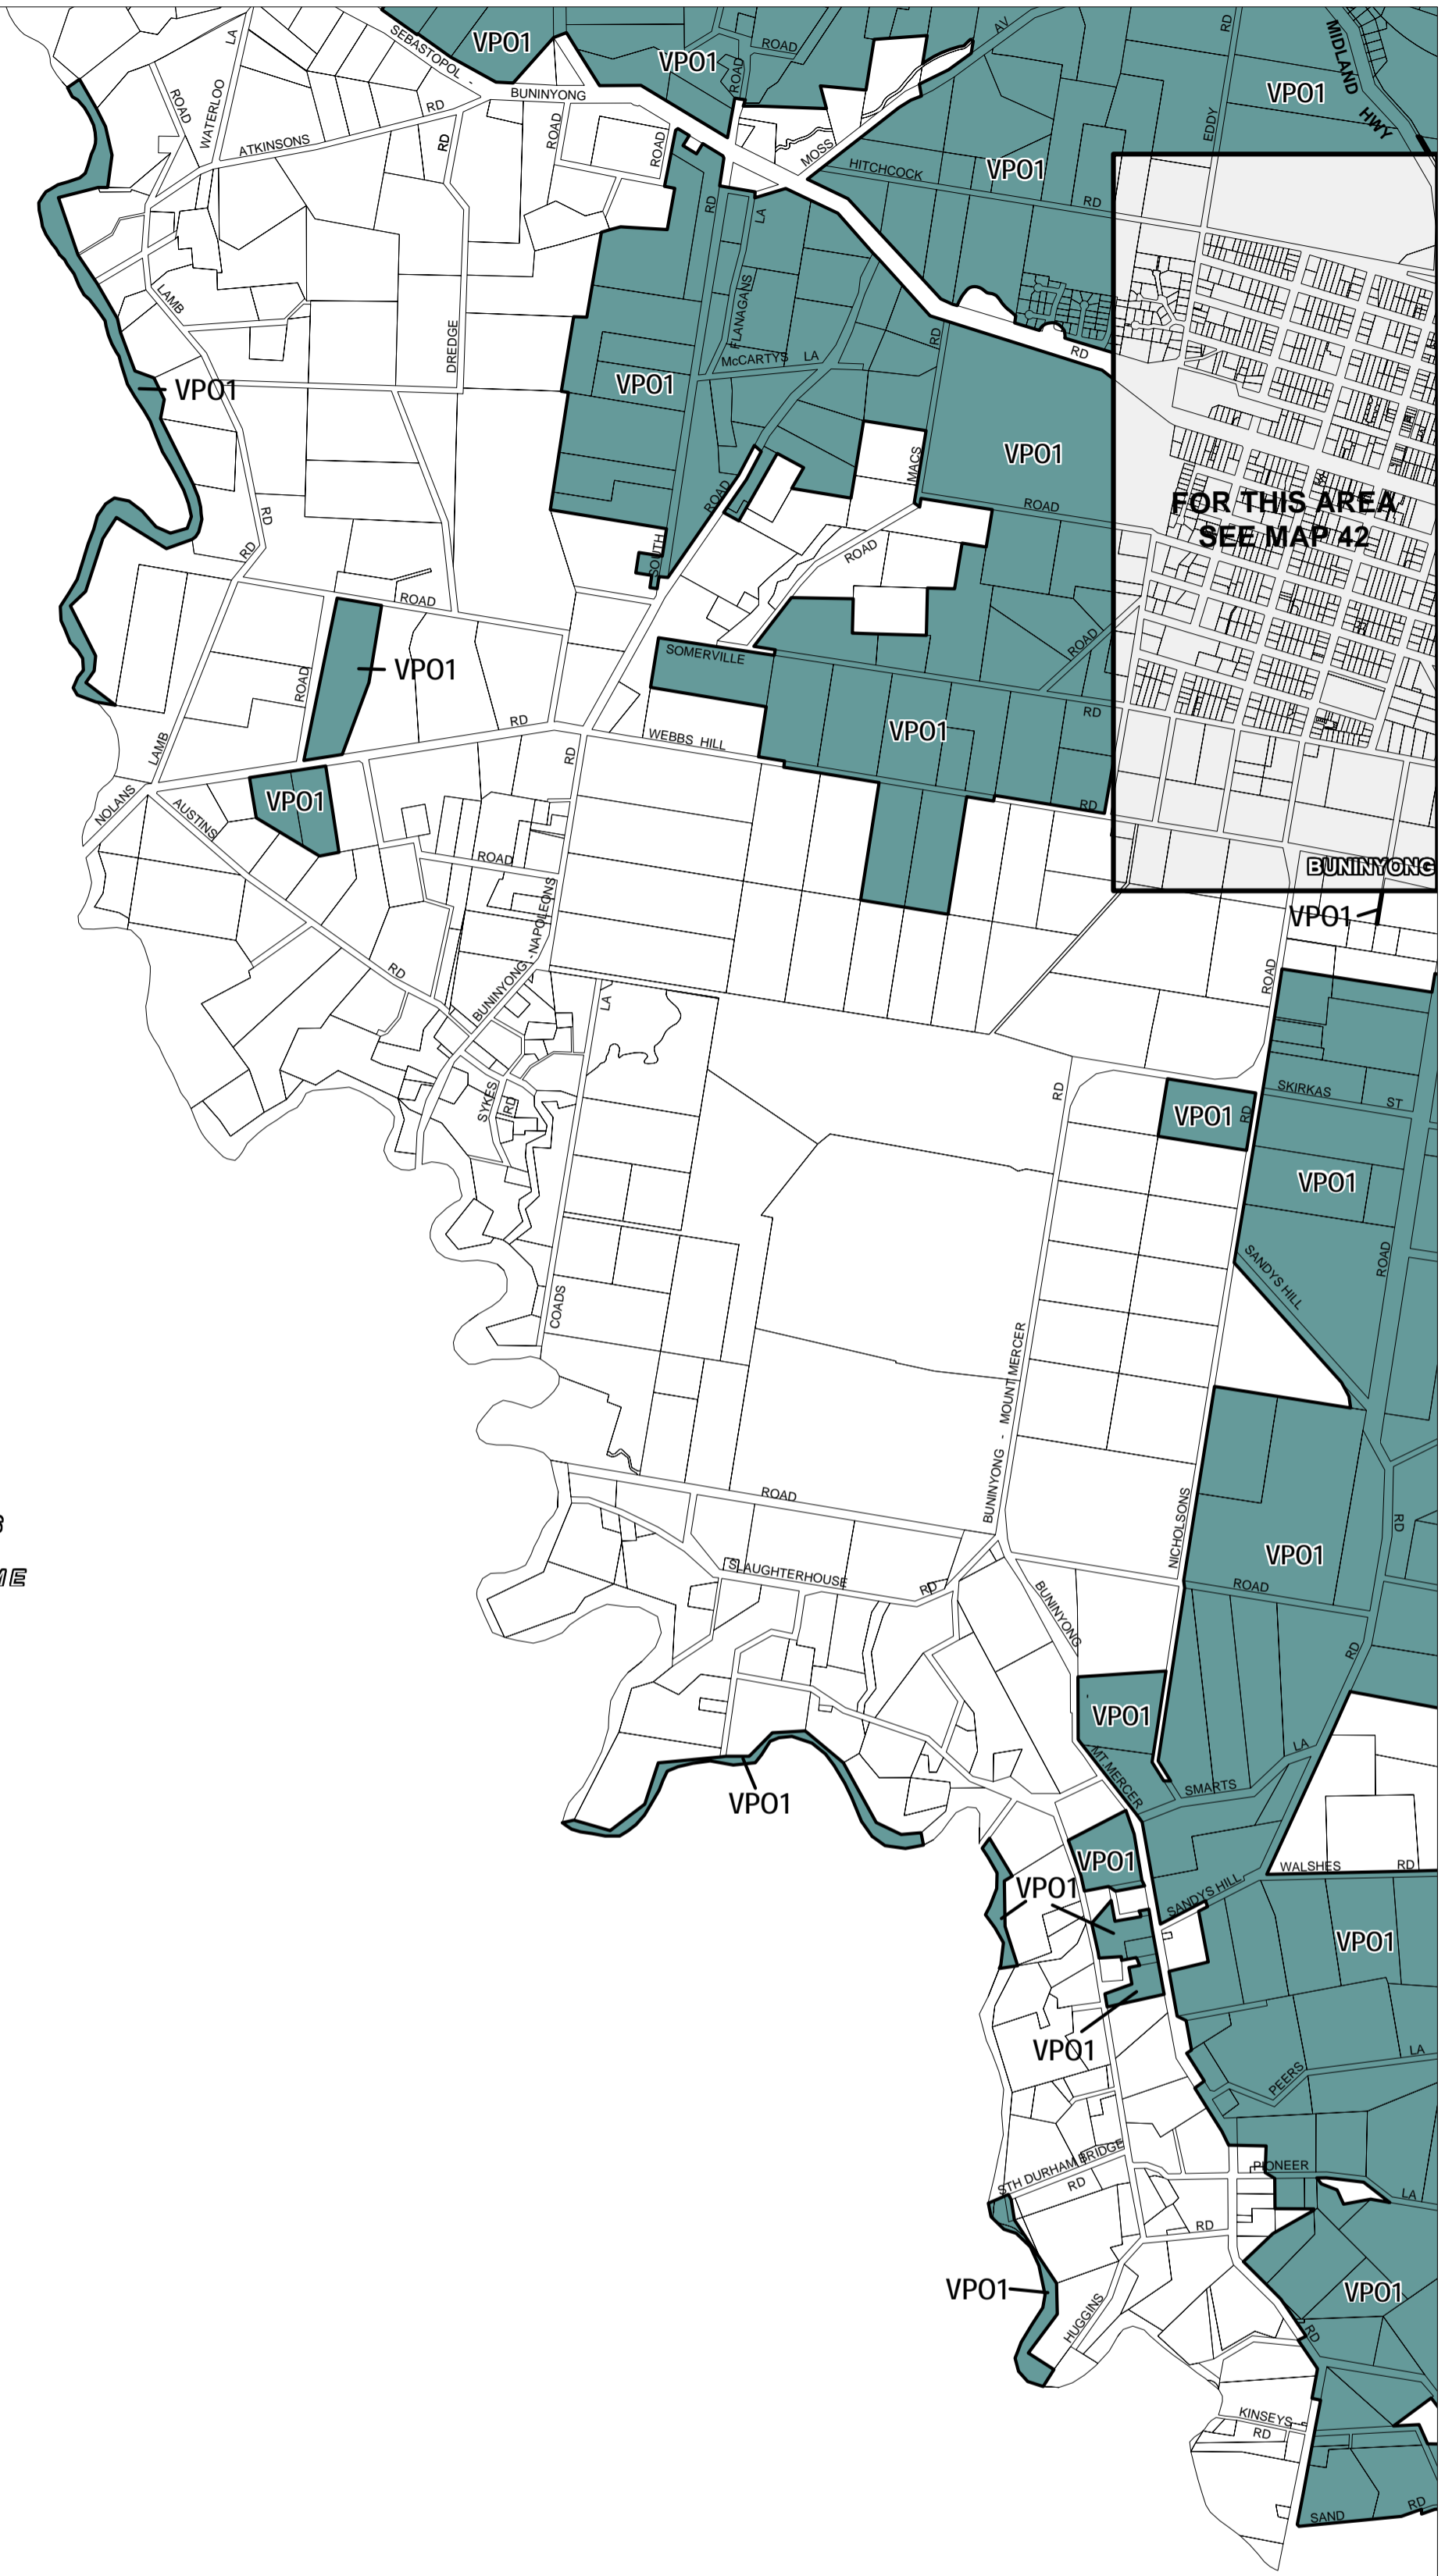 SEBASTOPOL -
VPO1
VPO1
ROAD
AV
RD
MIDLAND
HWY
VPO1
LA
WATERLOO
ROAD
ATKINSONS
RD
RD
BUNINYONG
ROAD
ROAD
ROAD
MOSS
EDDY
HITCHCOCK
VPO1
RD
RD
LA
FLANAGANS
LAMB
DREDGE
McCARTYS LA
RD
RD
VPO1
VPO1
VPO1
MACS
ROAD
ROAD
FOR THIS AREA
SEE MAP 42
RD
RD
SOUTH
ROAD
ROAD
VPO1
ROAD
SOMERVILLE
ROAD
RD
VPO1
RD
WEBBS HILL
RD
RD
LAMB
NOLANS
AUSTINS
VPO1
ROAD
BUNINYONG
VPO1
BUNINYONG - NAPOLEONS
RD
LA
ROAD
RD
SYKES
RD
VPO1
RD
SKIRKAS
ST
VPO1
SANDYS HILL
ROAD
COADS
BUNINYONG - MOUNT MERCER
NICHOLSONS
ROAD
RD
ME
SLAUGHTERHOUSE
RD
BUNINYONG
VPO1
ROAD
RD
VPO1
MT.MERCER
LA
SMARTS
VPO1
VPO1
WALSHES
RD
VPO1
SANDYS HILL
VPO1
VPO1
LA
PEERS
STH DURHAM BRIDGE
RD
PIONEER
LA
RD
VPO1
VPO1
HUGGINS
RD
KINSEYS
RD
SAND
RD